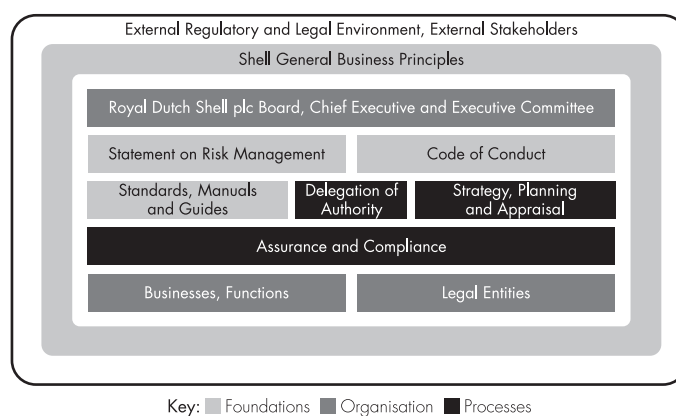 External Regulatory and Legal Environment, External Stakeholders
Shell General Business Principles
Royal Dutch Shell plc Board, Chief Executive and Executive Committee
Statement on Risk Management
Code of Conduct
Standards, Manuals
and Guides
Delegation of
Authority
Strategy, Planning
and Appraisal
Assurance and Compliance
Businesses, Functions
Legal Entities
Key: Foundations Organisation Processes